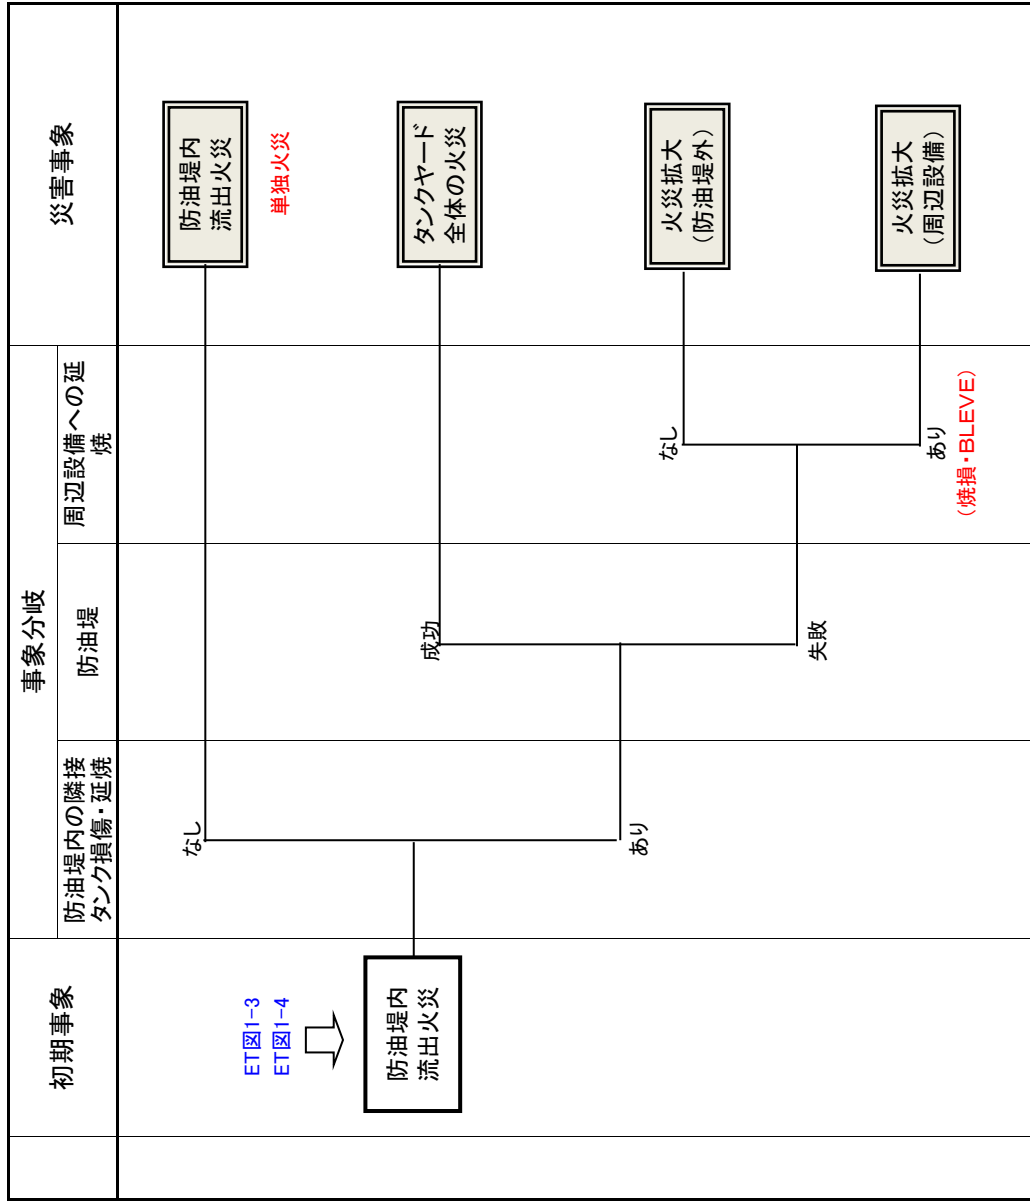 初期事象
事象分岐
災害事象
防油堤内の隣接
タンク損傷・延焼
防油堤
周辺設備への延
焼
ET図1-3
ET図1-4
防油堤内
流出火災
なし
あり
成功
失敗
なし
あり
(焼損・BLEVE)
防油堤内
流出火災
単独火災
タンクヤード
全体の火災
火災拡大
(防油堤外)
火災拡大
(周辺設備)